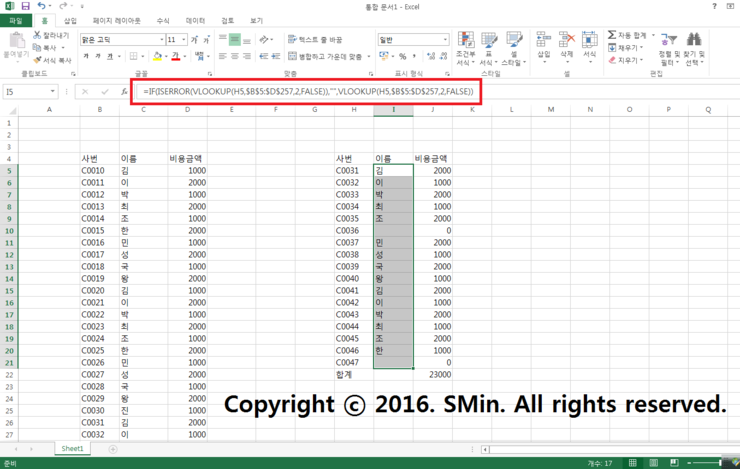 통합 문서1 - Excel
파일 홈 삽입 페이지 레이아웃 수식 데이터 검토 보기
잘라내기
복사
서식 복사
붙여넣기
클립보드
맑은 고딕 11
글꼴
텍스트 줄 바꿈
병합하고 가운데 맞춤
맞춤
일반
표시 형식
조건부 서식
표 서식
셀 스타일
스타일
삽입 삭제 서식
셀
자동 합계
채우기
지우기
정렬 및 필터
찾기 및 선택
편집
I5 fx =IF(ISERROR(VLOOKUP(H5,$B$5:$D$257,2,FALSE)),"",VLOOKUP(H5,$B$5:$D$257,2,FALSE))
A B C D E F G H I J K L M N O P Q
1
2
3
4 사번 이름 비용금액 사번 이름 비용금액
5 C0010 김 1000 C0031 김 2000
6 C0011 이 2000 C0032 이 1000
7 C0012 박 1000 C0033 박 2000
8 C0013 최 2000 C0034 최 1000
9 C0014 조 1000 C0035 조 2000
10 C0015 한 2000 C0036 0
11 C0016 민 1000 C0037 민 2000
12 C0017 성 2000 C0038 성 1000
13 C0018 국 1000 C0039 국 2000
14 C0019 왕 2000 C0040 왕 1000
15 C0020 김 1000 C0041 김 2000
16 C0021 이 2000 C0042 이 1000
17 C0022 박 1000 C0043 박 2000
18 C0023 최 2000 C0044 최 1000
19 C0024 조 1000 C0045 조 2000
20 C0025 한 2000 C0046 한 1000
21 C0026 민 1000 C0047 0
22 C0027 성 2000 합계 23000
23 C0028 국 1000
24 C0029 왕 2000
25 C0030 진 1000
26 C0031 김 2000
27 C0032 이 1000
Copyright ⓒ 2016. SMin. All rights reserved.
Sheet1
준비 개수: 17